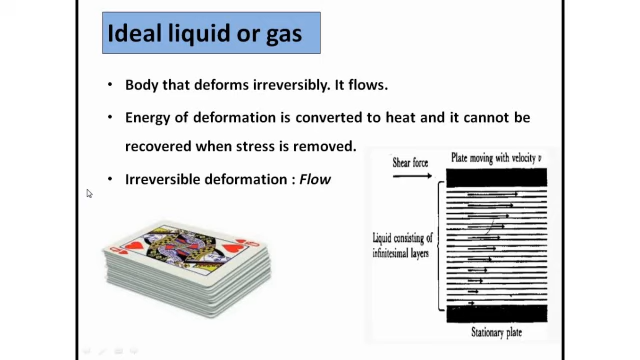 Ideal liquid or gas
• Body that deforms irreversibly. It flows.
• Energy of deformation is converted to heat and it cannot be
recovered when stress is removed.
• Irreversible deformation : Flow
Shear force
Plate moving with velocity v
Liquid consisting of
infinitesimal layers
Stationary plate